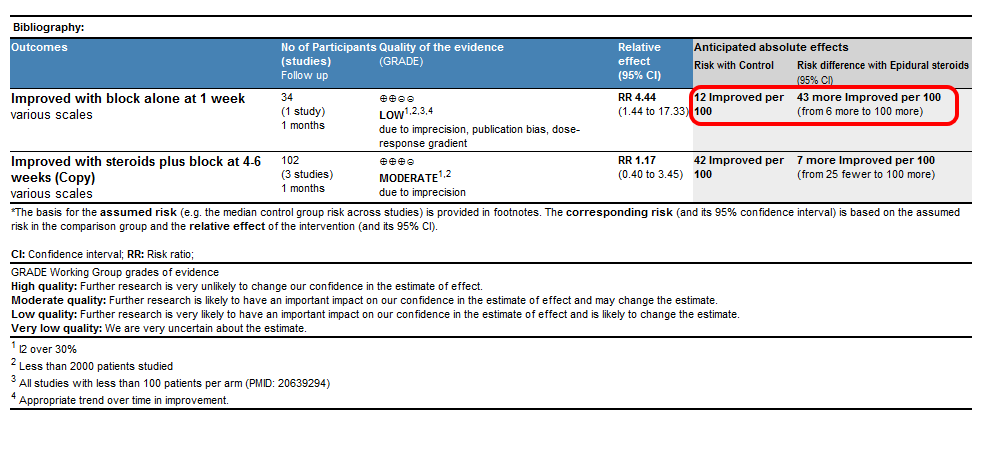 Bibliography:
Outcomes No of Participants Quality of the evidence Relative Anticipated absolute effects
(studies) (GRADE) effect Risk with Control Risk difference with Epidural steroids
Follow up (95% CI) (95% CI)
Improved with block alone at 1 week 34 ⊕⊕⊖⊖ RR 4.44 12 Improved per 43 more Improved per 100
various scales (1 study) LOW1,2,3,4 (1.44 to 17.33) 100 (from 6 more to 100 more)
1 months due to imprecision, publication bias, dose-
response gradient
Improved with steroids plus block at 4-6 102 ⊕⊕⊕⊖ RR 1.17 42 Improved per 7 more Improved per 100
weeks (Copy) (3 studies) MODERATE1,2 (0.40 to 3.45) 100 (from 25 fewer to 100 more)
various scales 1 months due to imprecision
*The basis for the assumed risk (e.g. the median control group risk across studies) is provided in footnotes. The corresponding risk (and its 95% confidence interval) is based on the assumed
risk in the comparison group and the relative effect of the intervention (and its 95% CI).
CI: Confidence interval; RR: Risk ratio;
GRADE Working Group grades of evidence
High quality: Further research is very unlikely to change our confidence in the estimate of effect.
Moderate quality: Further research is likely to have an important impact on our confidence in the estimate of effect and may change the estimate.
Low quality: Further research is very likely to have an important impact on our confidence in the estimate of effect and is likely to change the estimate.
Very low quality: We are very uncertain about the estimate.
1 I2 over 30%
2 Less than 2000 patients studied
3 All studies with less than 100 patients per arm (PMID: 20639294)
4 Appropriate trend over time in improvement.